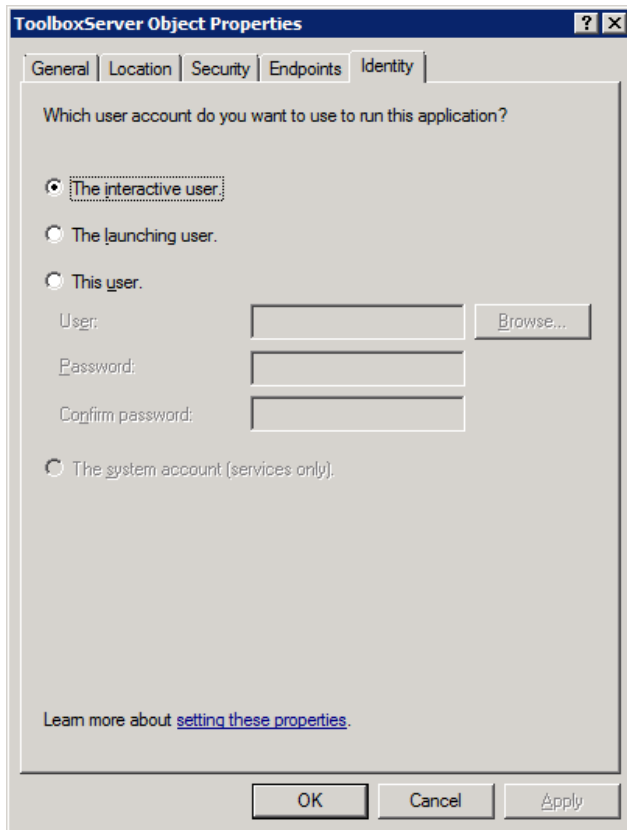 ToolboxServer Object Properties
General Location Security Endpoints Identity
Which user account do you want to use to run this application?
The interactive user.
The launching user.
This user.
User: Browse...
Password:
Confirm password:
The system account (services only).
Learn more about setting these properties.
OK Cancel Apply